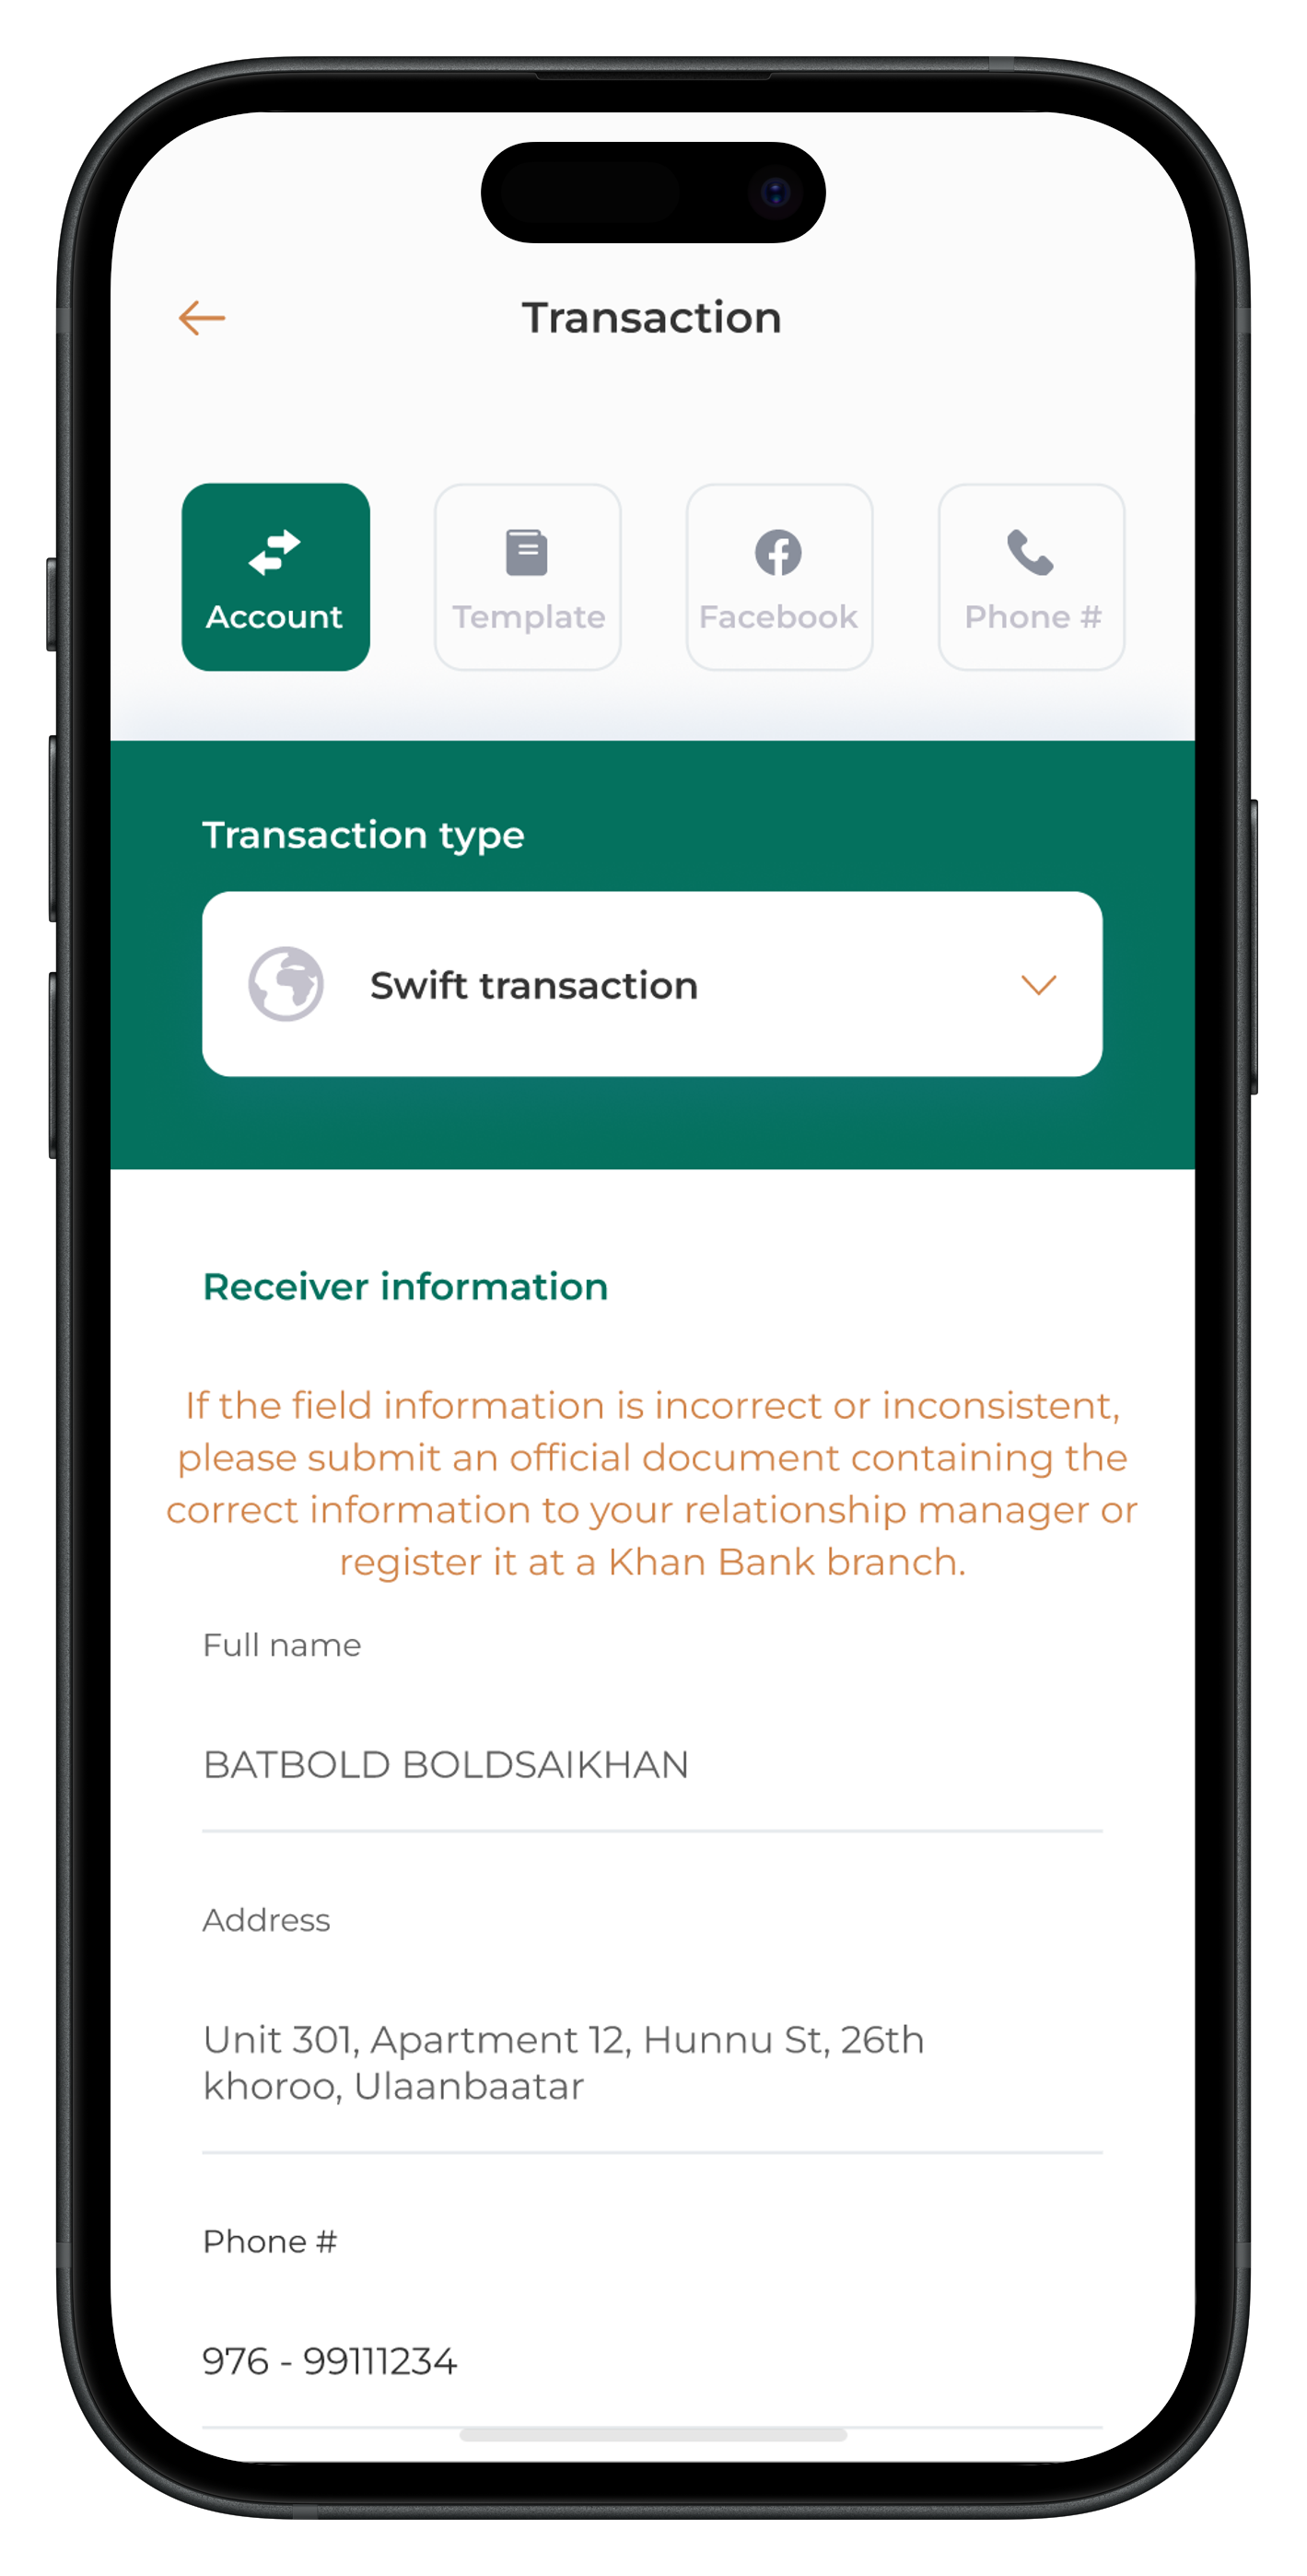 Transaction
Account
Template
Facebook
Phone #
Transaction type
Swift transaction
Receiver information
If the field information is incorrect or inconsistent,
please submit an official document containing the
correct information to your relationship manager or
register it at a Khan Bank branch.
Full name
BATBOLD BOLDSAIKHAN
Address
Unit 301, Apartment 12, Hunnu St, 26th
khoroo, Ulaanbaatar
Phone #
976 - 99111234